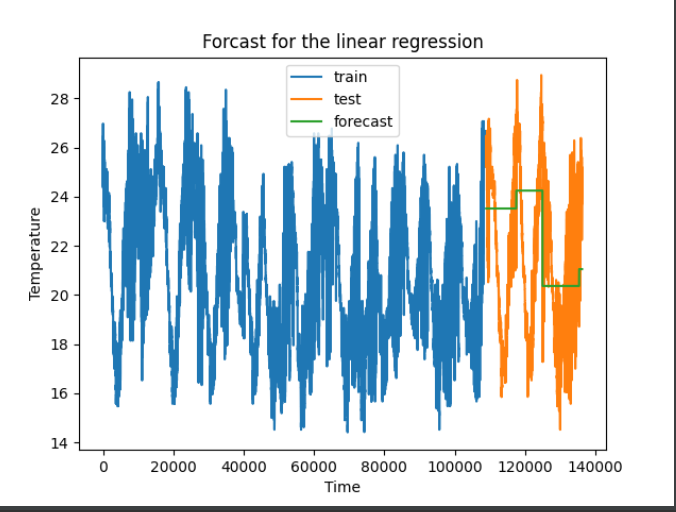 Forcast for the linear regression
train
test
forecast
Temperature
28
26
24
22
20
18
16
14
0 20000 40000 60000 80000 100000 120000 140000
Time